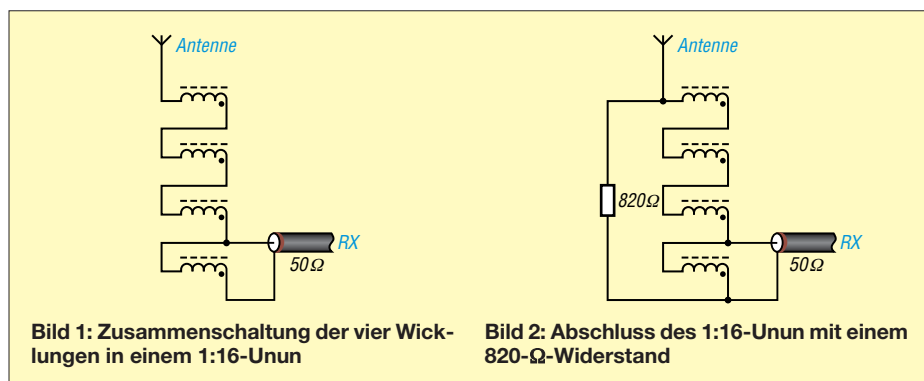 Antenne
RX
50Ω
Bild 1: Zusammenschaltung der vier Wick-
lungen in einem 1:16-Unun
Antenne
820Ω
RX
50Ω
Bild 2: Abschluss des 1:16-Unun mit einem
820-Ω-Widerstand